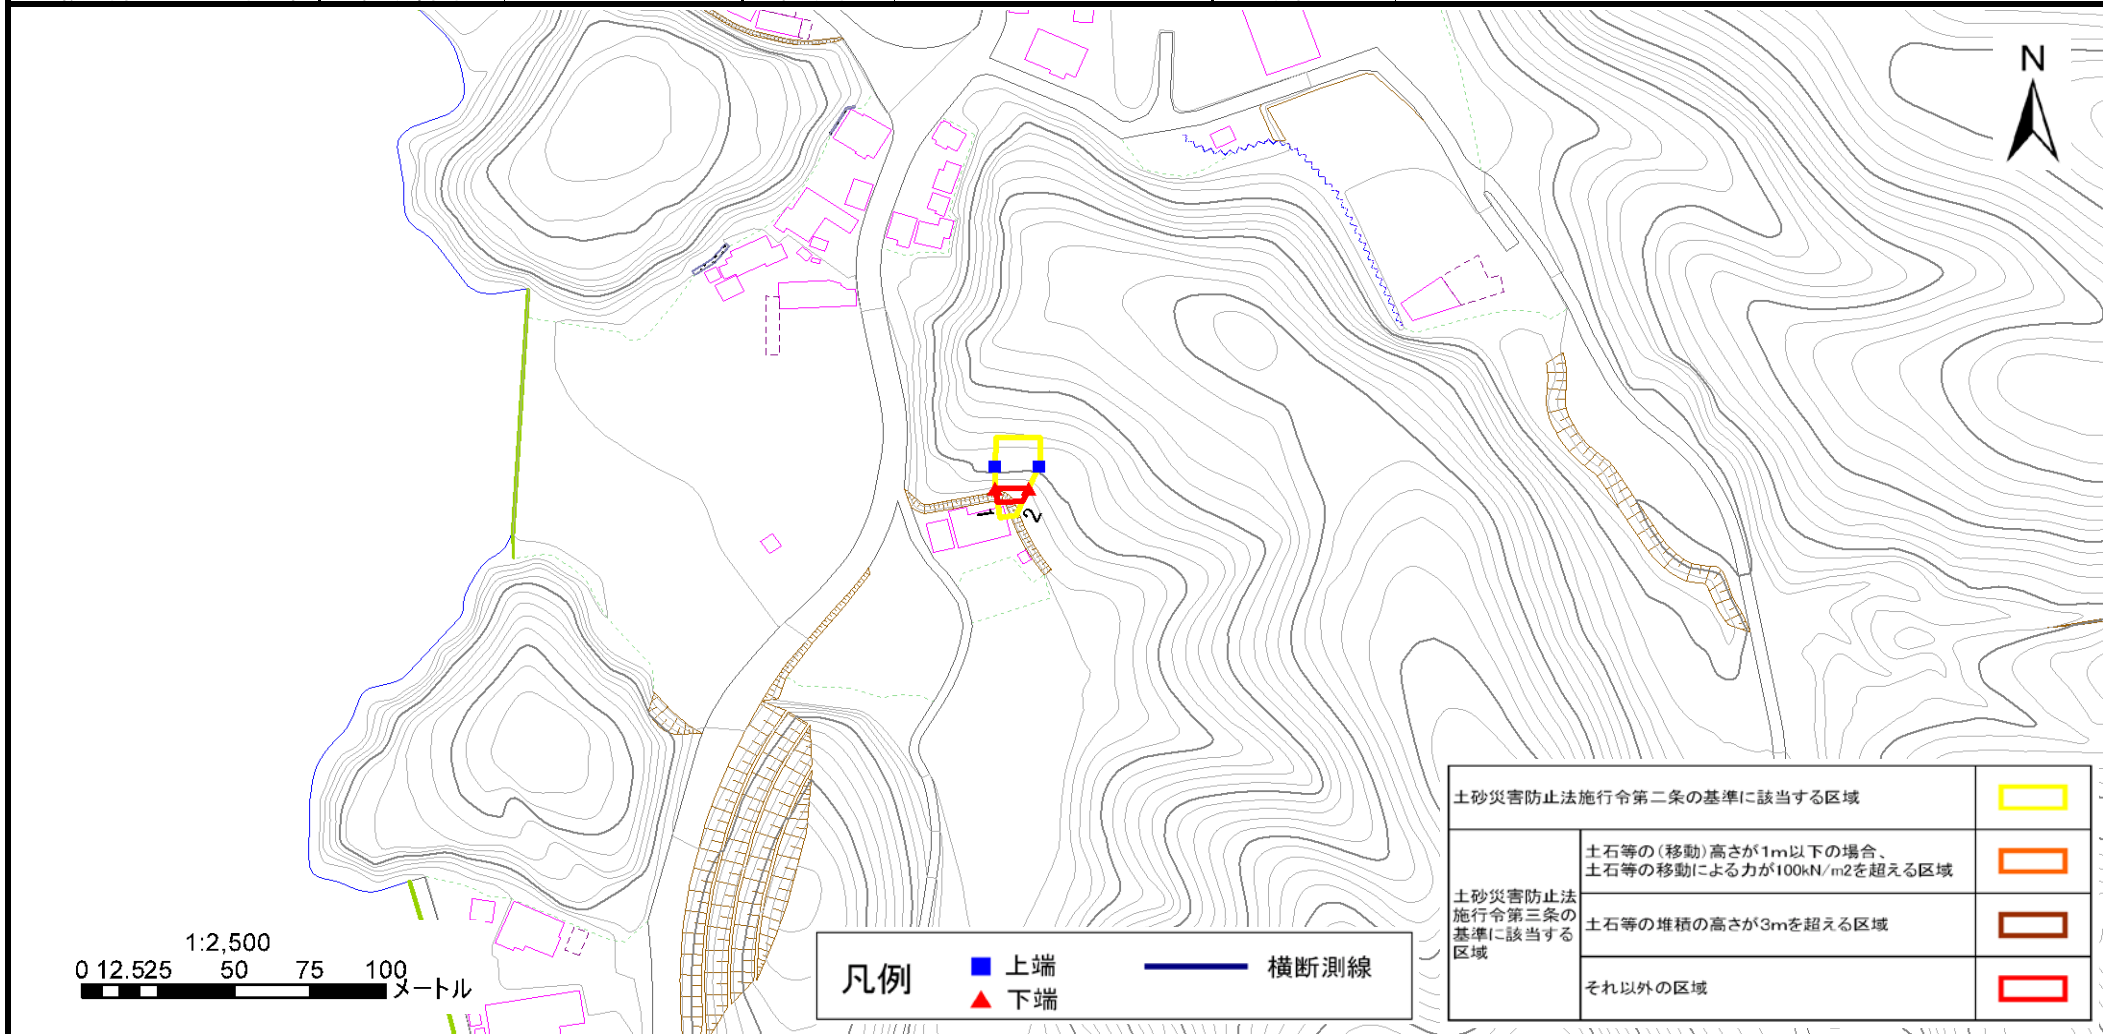 N
1
2
1:2,500
0 12.525 50 75 100
メートル
凡例
上端
下端
横断測線
土砂災害防止法施行令第二条の基準に該当する区域
土砂災害防止法
施行令第三条の
基準に該当する
区域
土石等の(移動)高さが1m以下の場合、
土石等の移動による力が100kN/m2を超える区域
土石等の堆積の高さが3mを超える区域
それ以外の区域